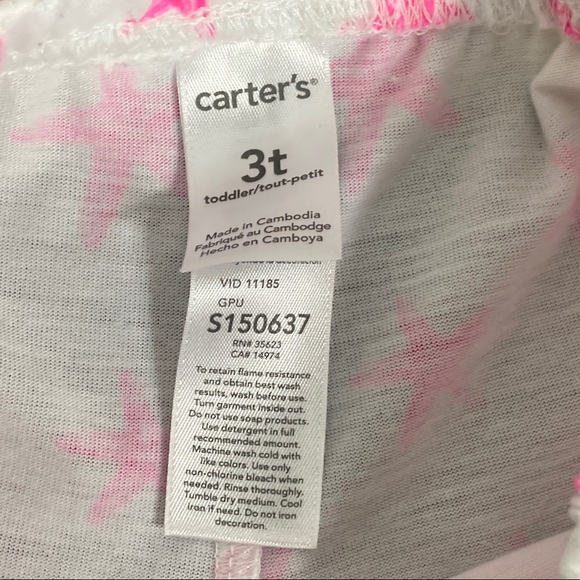 carter's®
3t
toddler/tout-petit
Made in Cambodia
Fabriqué au Cambodge
Hecho en Camboya
decoration
VID 11185
GPU
S150637
RN# 35623
CA# 14974
To retain flame resistance
and obtain best wash
results, wash before use.
Turn garment inside out.
Do not use soap products.
Use detergent in full
recommended amount.
Machine wash cold with
like colors. Use only
non-chlorine bleach when
needed. Rinse thoroughly.
Tumble dry medium. Cool
iron if need. Do not iron
decoration.